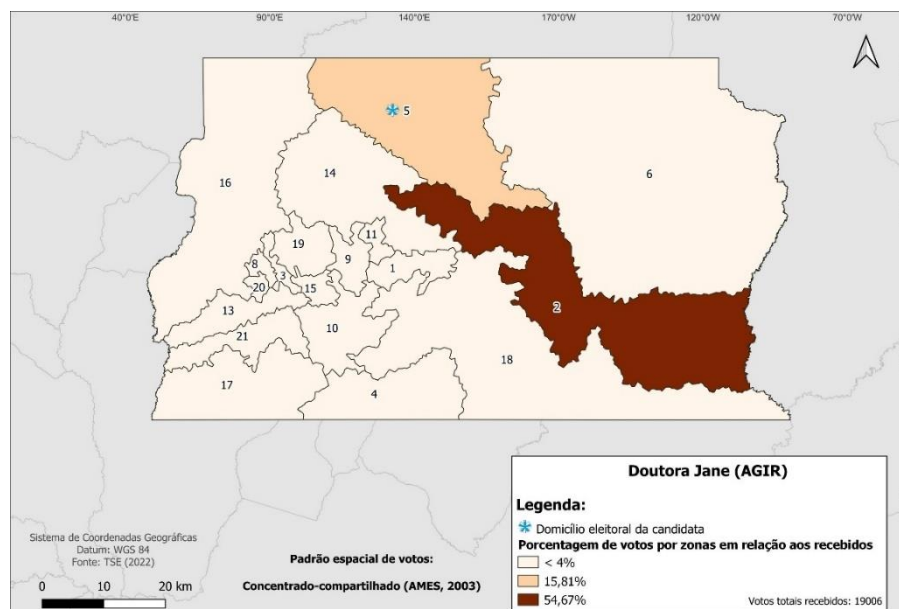 40°0'E 90°0'E 140°0'E 170°0'W 120°0'W 70°0'W
5
16
14
6
11
19
9
8
3
1
20
15
2
13
10
21
18
17
4
Doutora Jane (AGIR)
Legenda:
Domicílio eleitoral da candidata
Porcentagem de votos por zonas em relação aos recebidos
< 4%
15,81%
54,67%
Votos totais recebidos: 19006
Sistema de Coordenadas Geográficas
Datum: WGS 84
Fonte: TSE (2022)
0 10 20 km
Padrão espacial de votos:
Concentrado-compartilhado (AMES, 2003)